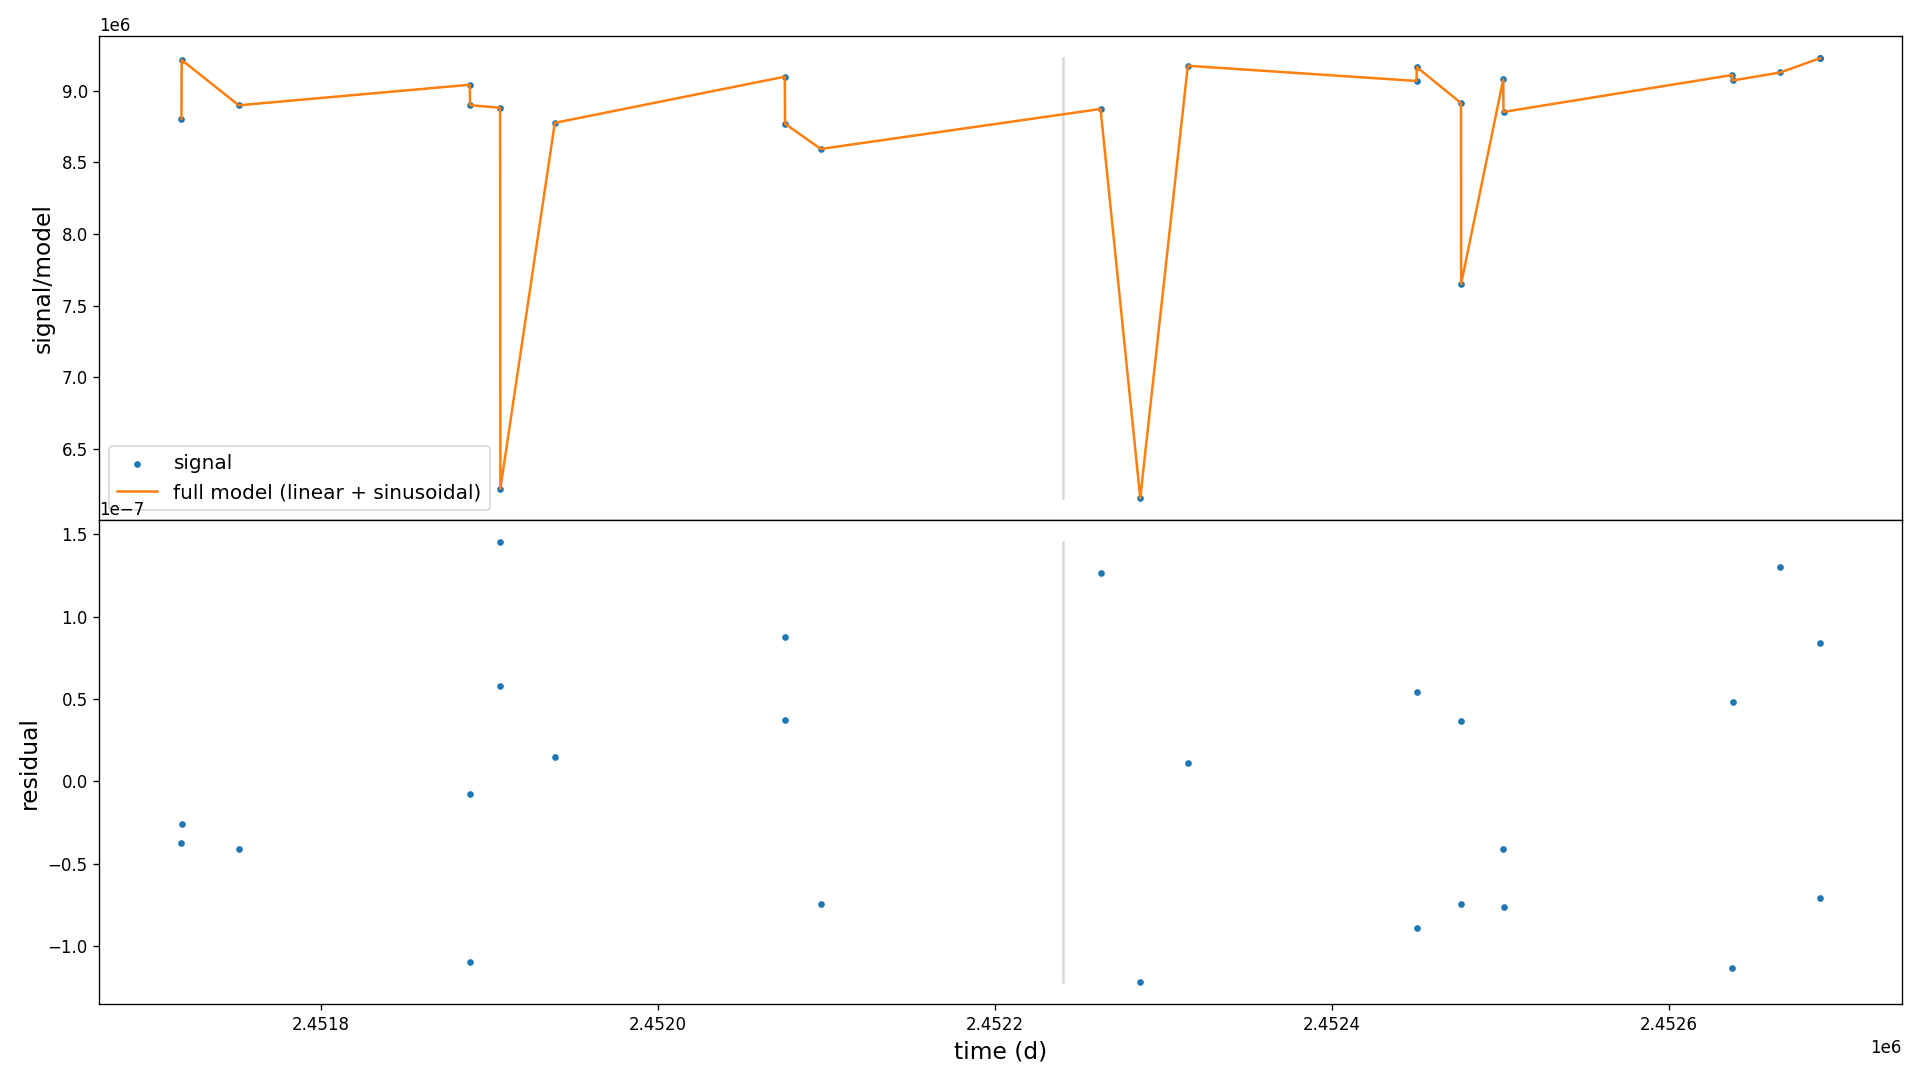 1e6
9.0
8.5
8.0
7.5
7.0
6.5
signal/model
signal
full model (linear + sinusoidal)
1e−7
1.5
1.0
0.5
0.0
−0.5
−1.0
residual
2.4518
2.4520
2.4522
2.4524
2.4526
time (d)
1e6